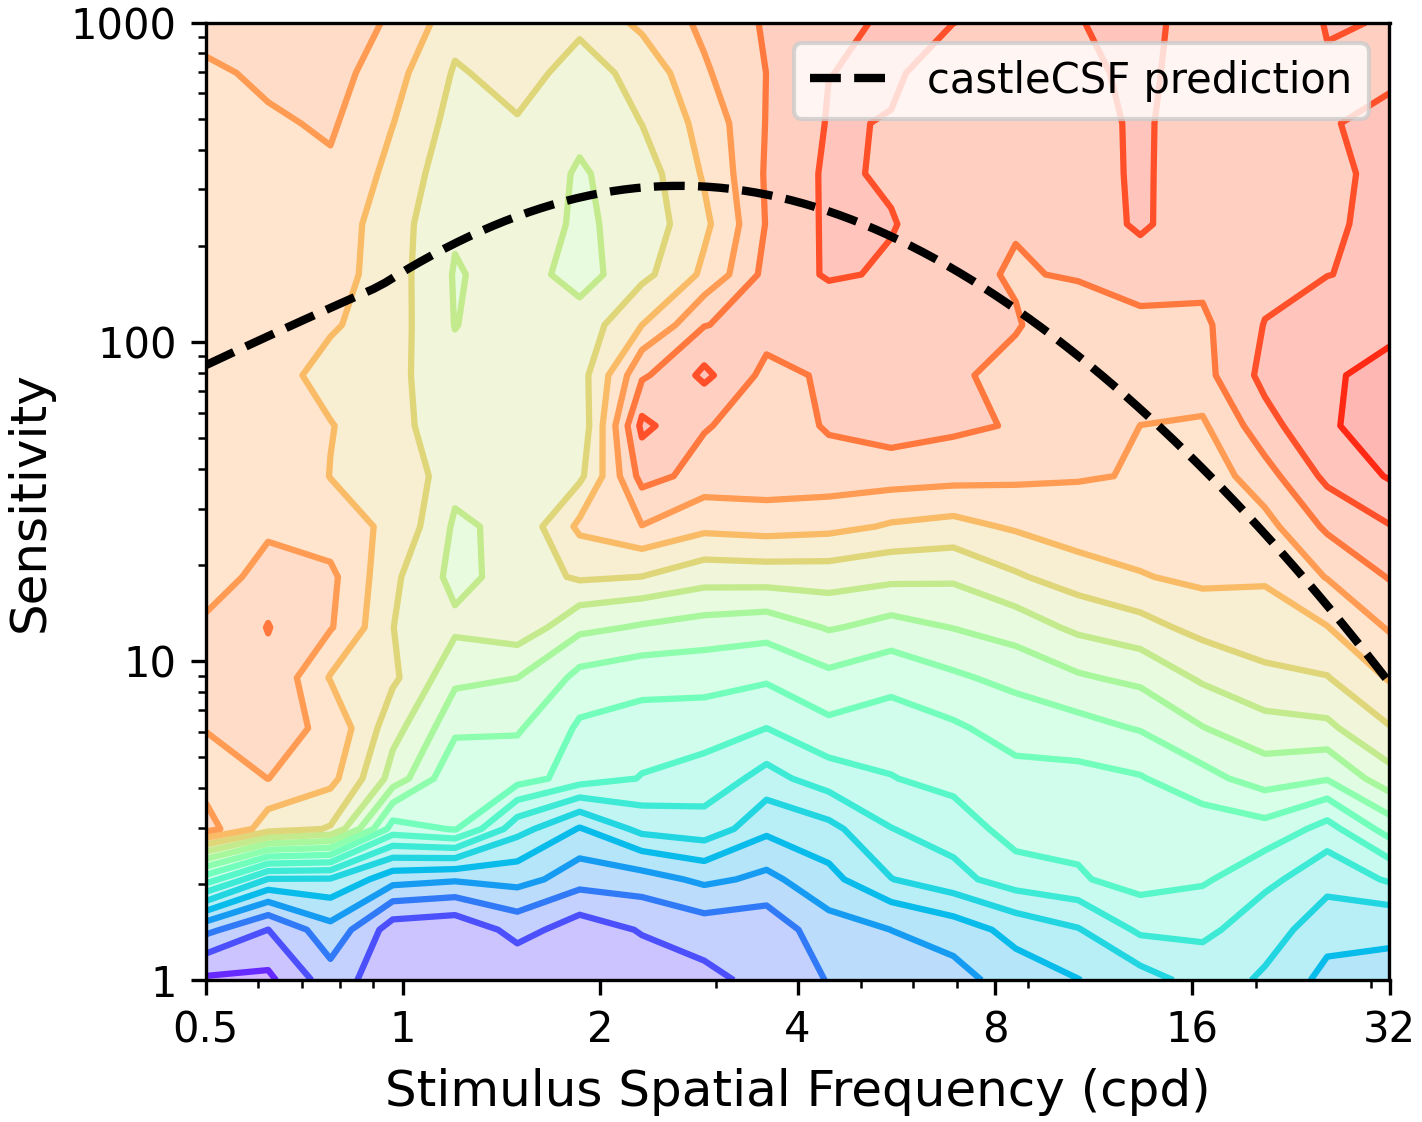 1000
castleCSF prediction
100
Sensitivity
10
1
0.5 1 2 4 8 16 32
Stimulus Spatial Frequency (cpd)